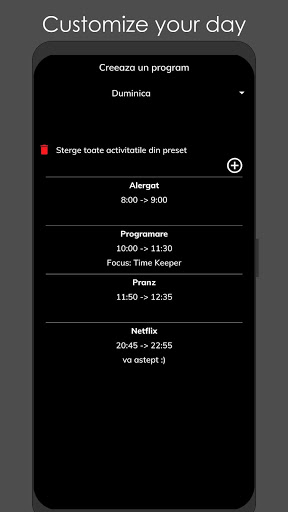 Customize your day
Creeaza un program
Duminica
Sterge toate activitatile din preset
Alergat
8:00 -> 9:00
Programare
10:00 -> 11:30
Focus: Time Keeper
Pranz
11:50 -> 12:35
Netflix
20:45 -> 22:55
va astept :)